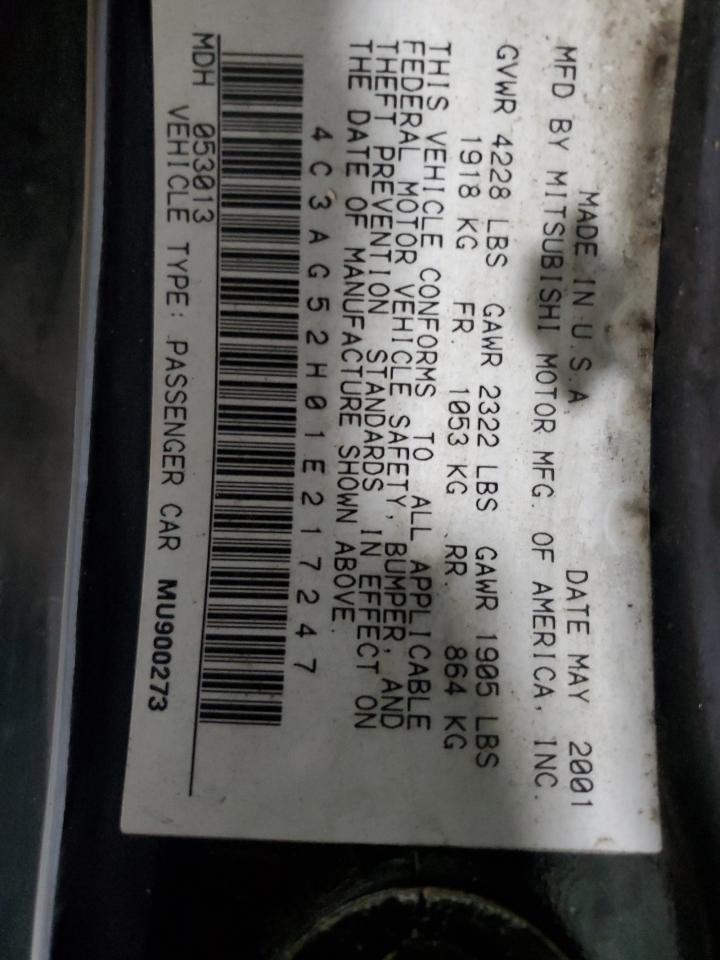 MADE IN U.S.A. DATE MAY 2001
MFD BY MITSUBISHI MOTOR MFG. OF AMERICA, INC.
GVWR 4228 LBS GAWR 2322 LBS GAWR 1905 LBS
1918 KG FR. 1053 KG RR. 864 KG
THIS VEHICLE CONFORMS TO ALL APPLICABLE
FEDERAL MOTOR VEHICLE SAFETY, BUMPER, AND
THEFT PREVENTION STANDARDS IN EFFECT ON
THE DATE OF MANUFACTURE SHOWN ABOVE.
4C3AG52H01E217247
MDH 053013
VEHICLE TYPE: PASSENGER CAR MU900273